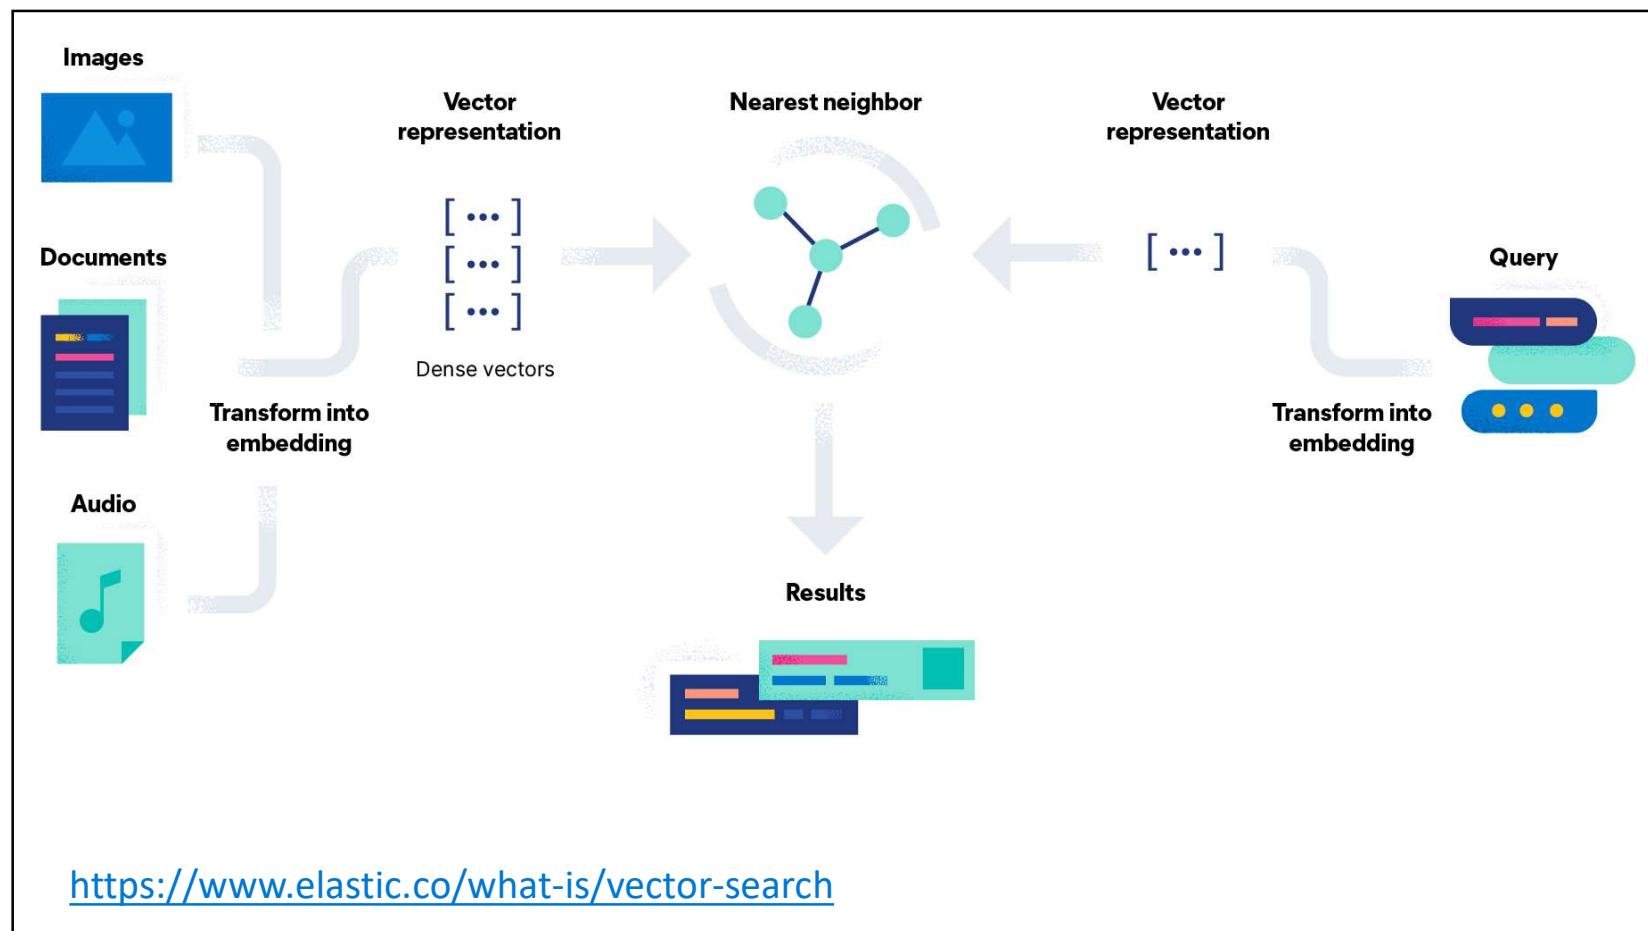 Images
Documents
Audio
Transform into
embedding
Vector
representation
[ ••• ]
[ ••• ]
[ ••• ]
Dense vectors
Nearest neighbor
Results
Vector
representation
[ ••• ]
Transform into
embedding
Query
https://www.elastic.co/what-is/vector-search